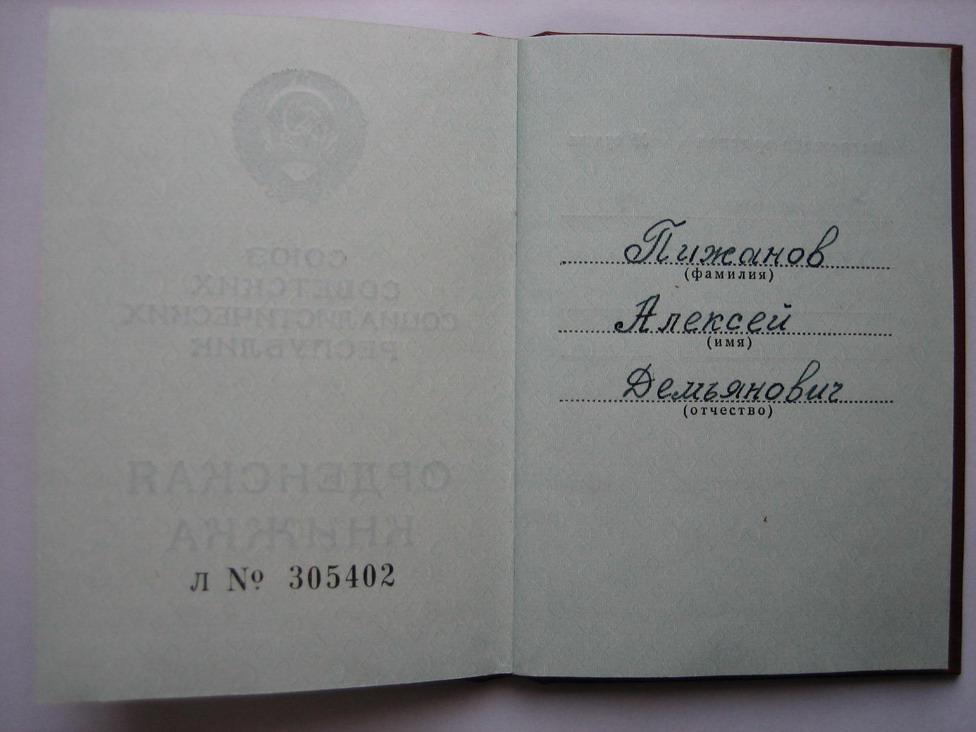 СОЮЗ
СОВЕТСКИХ
СОЦИАЛИСТИЧЕСКИХ
РЕСПУБЛИК
ОРДЕНСКАЯ
КНИЖКА
Л № 305402
Пижанов
(фамилия)
Алексей
(имя)
Демьянович
(отчество)